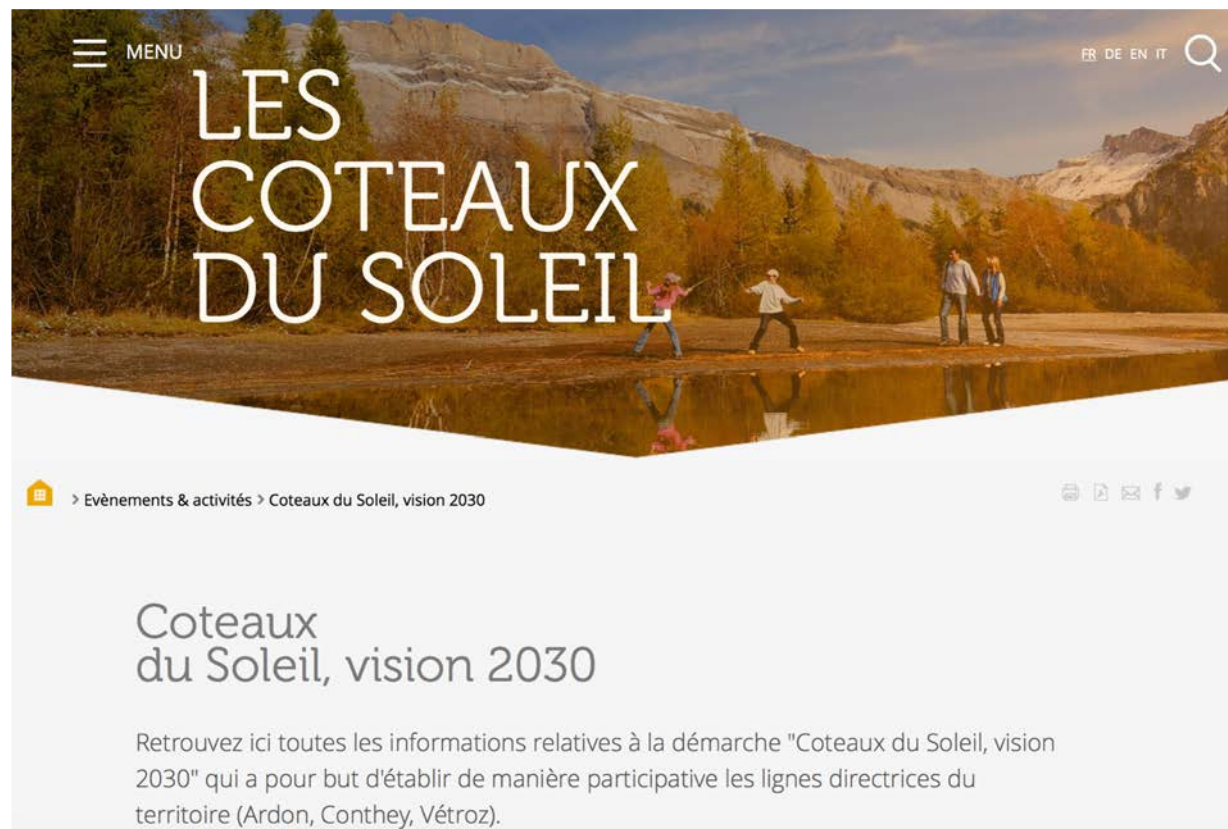 MENU
FR DE EN IT
LES
COTEAUX
DU SOLEIL
> Evènements & activités > Coteaux du Soleil, vision 2030
Coteaux
du Soleil, vision 2030
Retrouvez ici toutes les informations relatives à la démarche "Coteaux du Soleil, vision
2030" qui a pour but d'établir de manière participative les lignes directrices du
territoire (Ardon, Conthey, Vétroz).